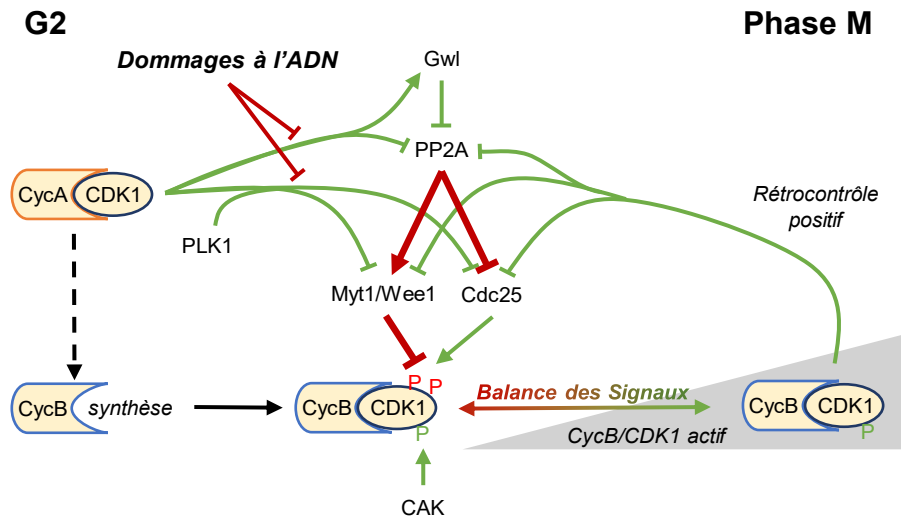 G2
Phase M
Dommages à l'ADN
Gwl
PP2A
CycA
CDK1
Rétrocontrôle
positif
PLK1
Myt1/Wee1
Cdc25
P
P
CycB
synthèse
CycB
CDK1
P
Balance des Signaux
CycB/CDK1 actif
CycB
CDK1
P
CAK